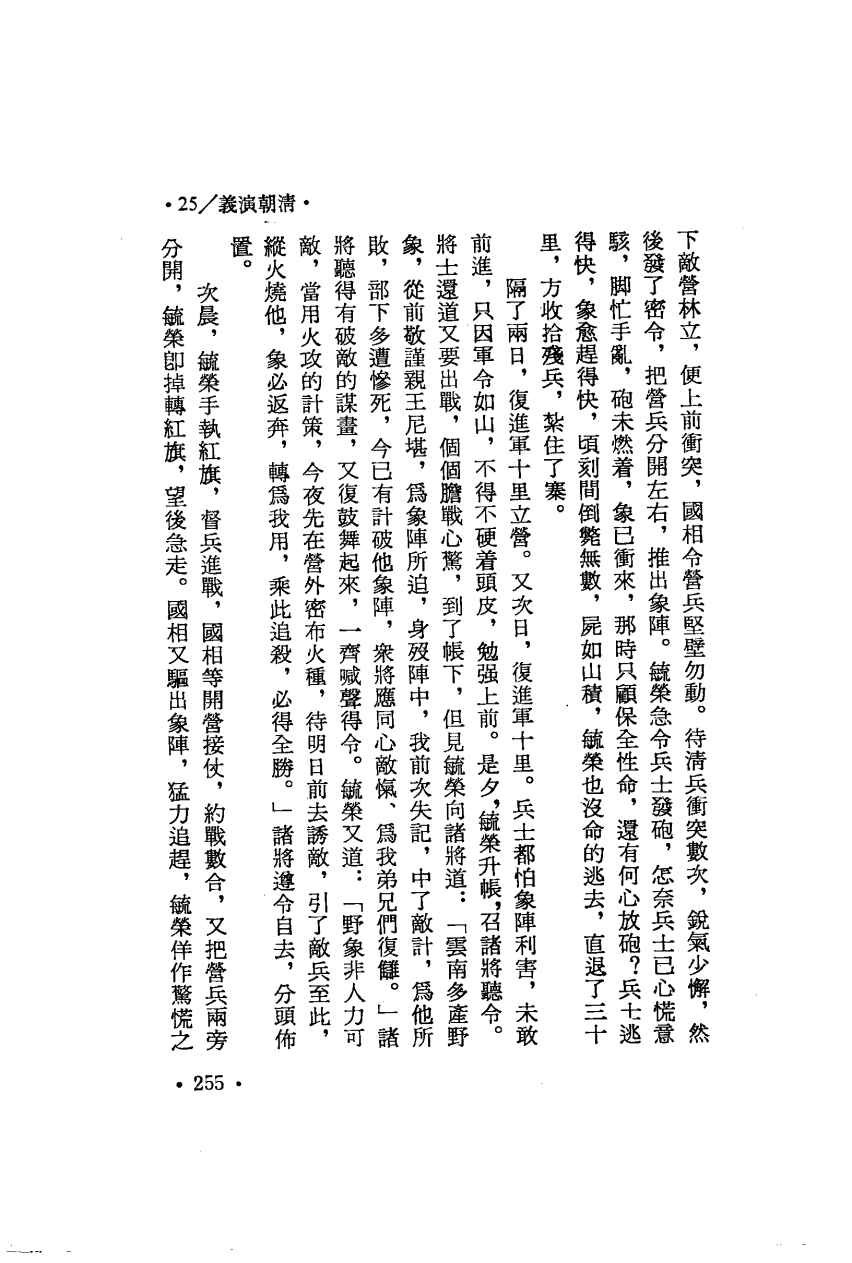 ·25／義演朝清·
下敵營林立，便上前衝突，國相令營兵堅壁勿動。待清兵衝突數次，銳氣少懈，然
後發了密令，把營兵分開左右，推出象陣。毓榮急令兵士發砲，怎奈兵士已心慌意
駭，脚忙手亂，砲未燃着，象已衝來，那時只顧保全性命，還有何心放砲？兵士逃
得快，象愈趕得快，頃刻間倒斃無數，屍如山積，毓榮也沒命的逃去，直退了三十
里，方收拾殘兵，紮住了寨。
隔了兩日，復進軍十里立營。又次日，復進軍十里。兵士都怕象陣利害，未敢
前進，只因軍令如山，不得不硬着頭皮，勉强上前。是夕，毓榮升帳，召諸將聽令。
將士還道又要出戰，個個膽戰心驚，到了帳下，但見毓榮向諸將道：「雲南多產野
象，從前敬謹親王尼堪，爲象陣所迫，身歿陣中，我前次失記，中了敵計，爲他所
敗，部下多遭慘死，今已有計破他象陣，衆將應同心敵愾、爲我弟兄們復讎。」諸
將聽得有破敵的謀畫，又復鼓舞起來，一齊喊聲得令。毓榮又道：「野象非人力可
敵，當用火攻的計策，今夜先在營外密布火種，待明日前去誘敵，引了敵兵至此，
縱火燒他，象必返奔，轉爲我用，乘此追殺，必得全勝。」諸將遵令自去，分頭佈
置。
次晨，毓榮手執紅旗，督兵進戰，國相等開營接仗，約戰數合，又把營兵兩旁
分開，毓榮卽掉轉紅旗，望後急走。國相又驅出象陣，猛力追趕，毓榮佯作驚慌之
·255·